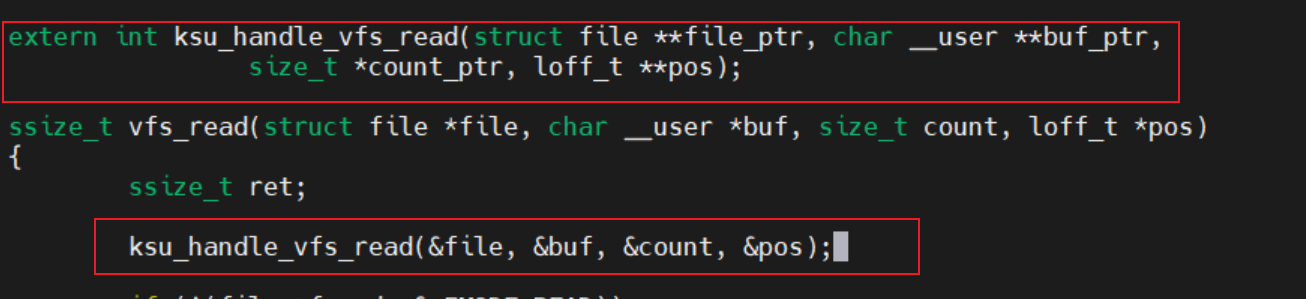 extern int ksu_handle_vfs_read(struct file **file_ptr, char __user **buf_ptr,
size_t *count_ptr, loff_t **pos);
ssize_t vfs_read(struct file *file, char __user *buf, size_t count, loff_t *pos)
{
ssize_t ret;
ksu_handle_vfs_read(&file, &buf, &count, &pos);